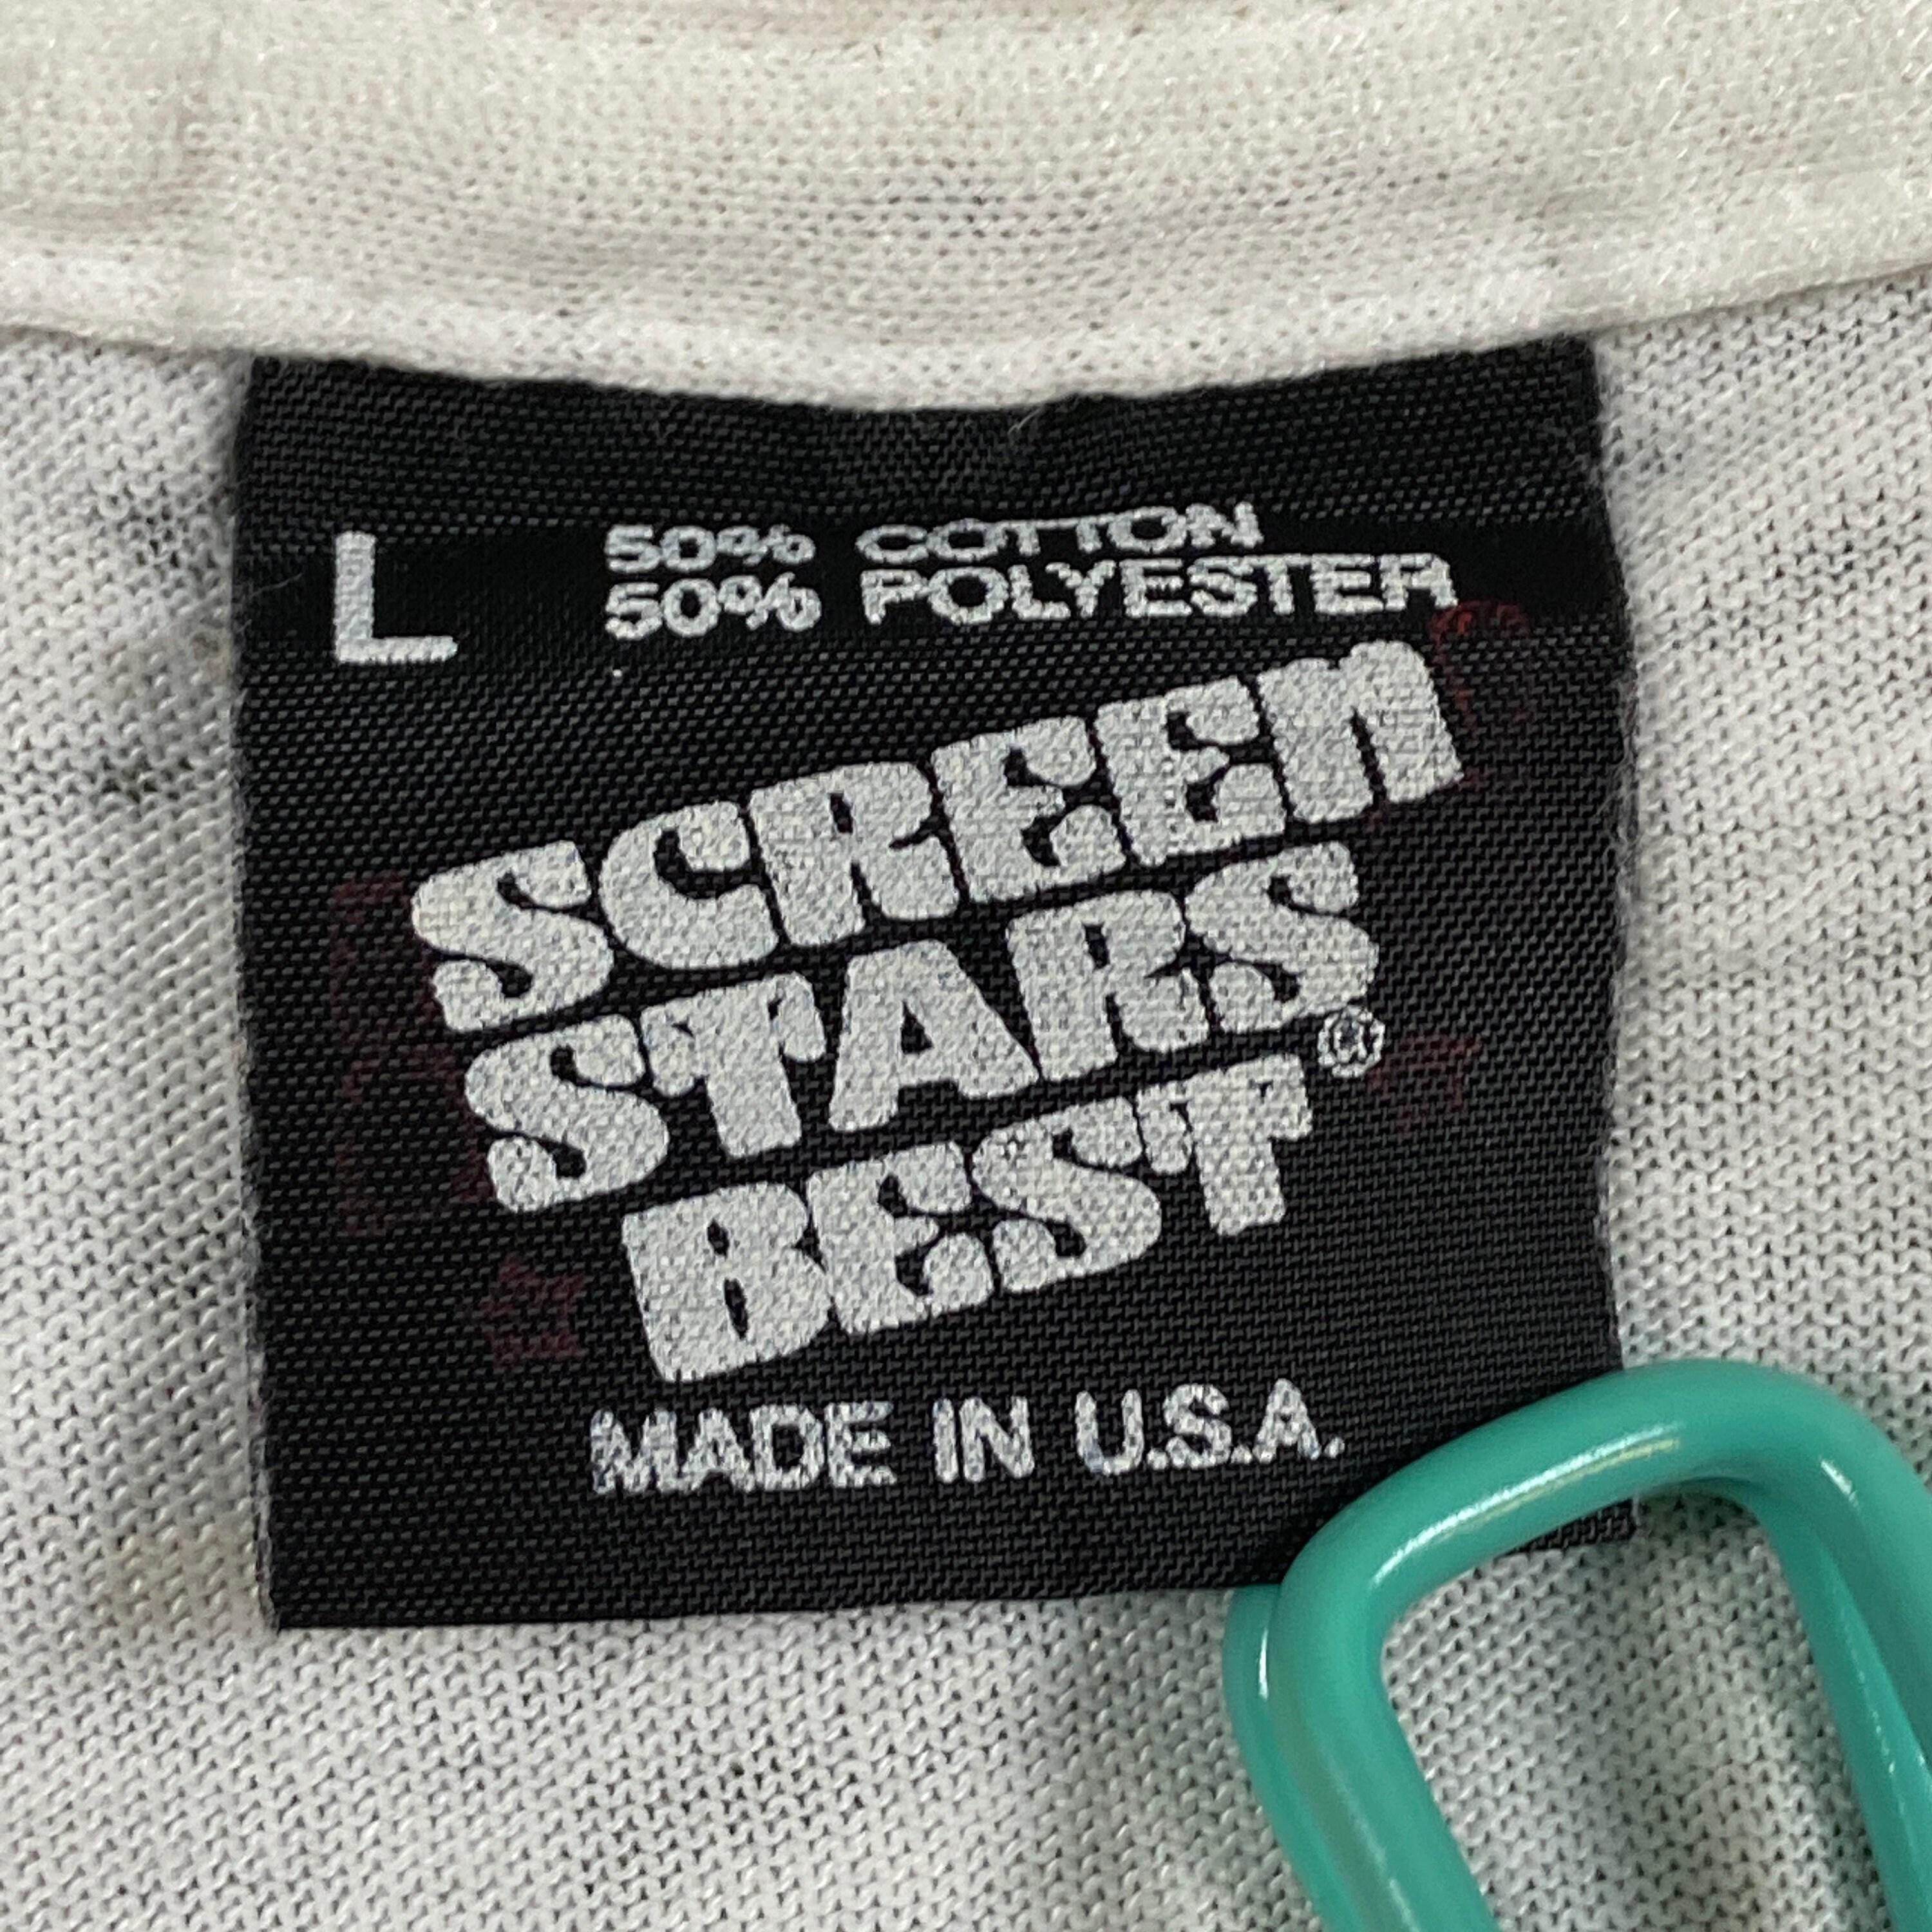 L 50% COTTON
50% POLYESTER
SCREEN
STARS
BEST®
MADE IN U.S.A.